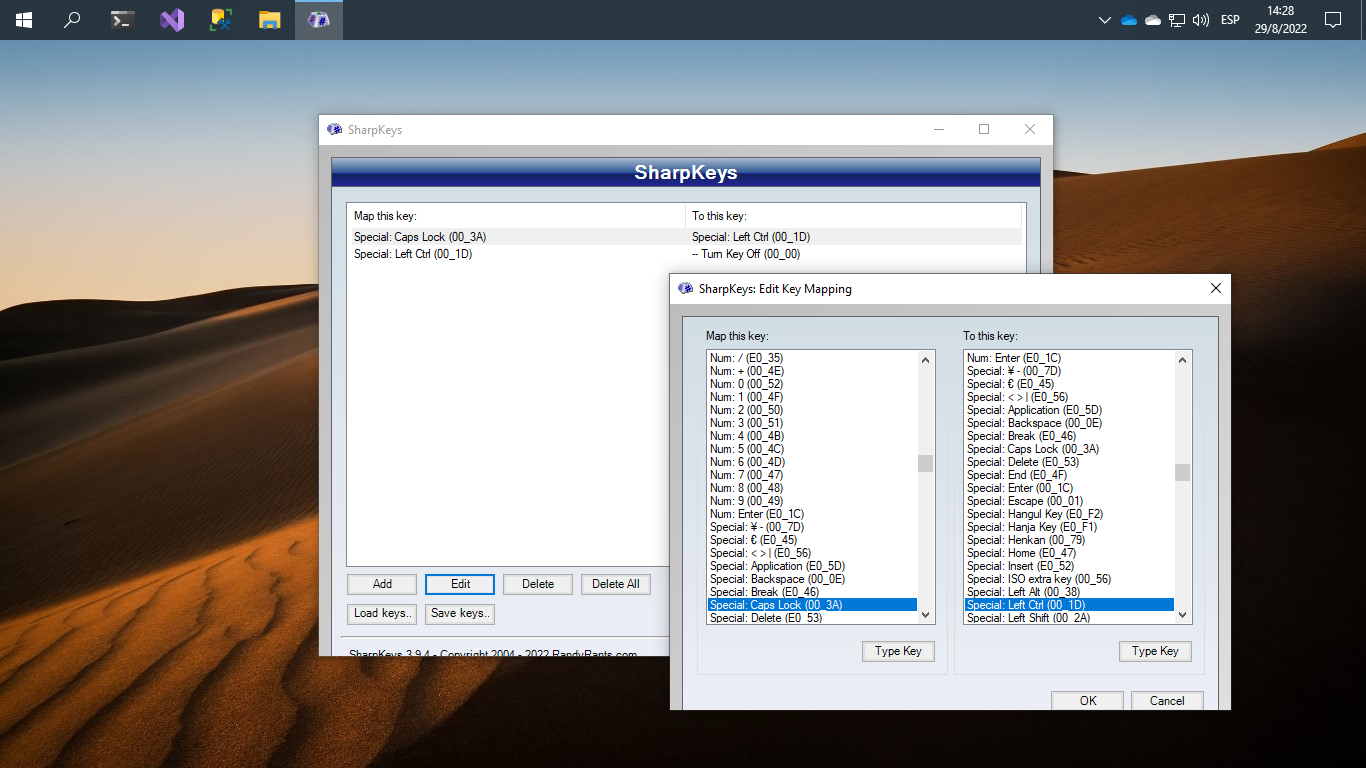 ESP
14:28
29/8/2022
SharpKeys
SharpKeys
Map this key:
To this key:
Special: Caps Lock (00_3A)
Special: Left Ctrl (00_1D)
Special: Left Ctrl (00_1D)
-- Turn Key Off (00_00)
Add
Edit
Delete
Delete All
Load keys..
Save keys..
SharpKeys 3.9.4 - Copyright 2004 - 2022 RandyRants.com
SharpKeys: Edit Key Mapping
Map this key:
Num: / (E0_35)
Num: + (00_4E)
Num: 0 (00_52)
Num: 1 (00_4F)
Num: 2 (00_50)
Num: 3 (00_51)
Num: 4 (00_4B)
Num: 5 (00_4C)
Num: 6 (00_4D)
Num: 7 (00_47)
Num: 8 (00_48)
Num: 9 (00_49)
Num: Enter (E0_1C)
Special: ¥ - (00_7D)
Special: € (E0_45)
Special: < > | (E0_56)
Special: Application (E0_5D)
Special: Backspace (00_0E)
Special: Break (E0_46)
Special: Caps Lock (00_3A)
Special: Delete (E0_53)
Type Key
To this key:
Num: Enter (E0_1C)
Special: ¥ - (00_7D)
Special: € (E0_45)
Special: < > | (E0_56)
Special: Application (E0_5D)
Special: Backspace (00_0E)
Special: Break (E0_46)
Special: Caps Lock (00_3A)
Special: Delete (E0_53)
Special: End (E0_4F)
Special: Enter (00_1C)
Special: Escape (00_01)
Special: Hangul Key (E0_F2)
Special: Hanja Key (E0_F1)
Special: Henkan (00_79)
Special: Home (E0_47)
Special: Insert (E0_52)
Special: ISO extra key (00_56)
Special: Left Alt (00_38)
Special: Left Ctrl (00_1D)
Special: Left Shift (00_2A)
Type Key
OK
Cancel